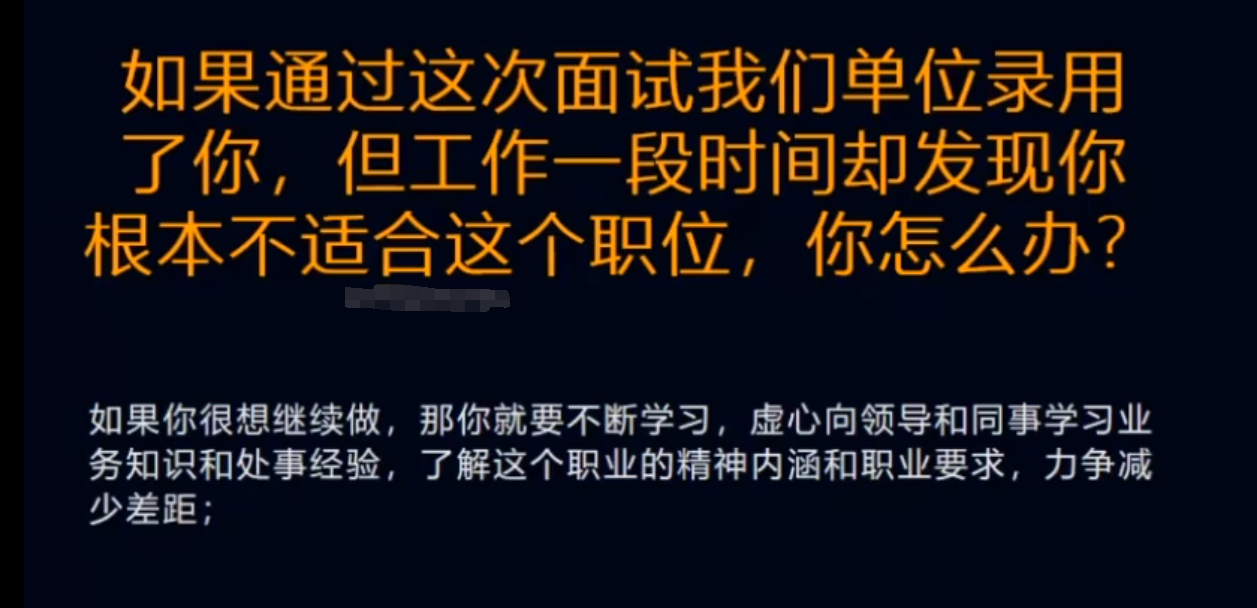 如果通过这次面试我们单位录用
了你，但工作一段时间却发现你
根本不适合这个职位，你怎么办？
如果你很想继续做，那你就要不断学习，虚心向领导和同事学习业
务知识和处事经验，了解这个职业的精神内涵和职业要求，力争减
少差距；